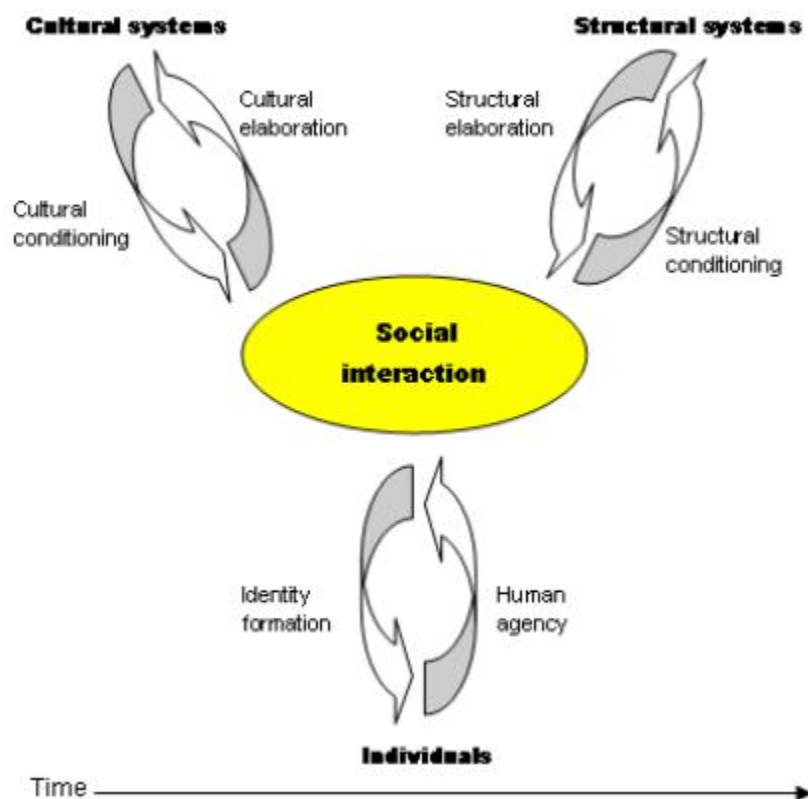 Cultural systems
Structural systems
Cultural
elaboration
Structural
elaboration
Cultural
conditioning
Structural
conditioning
Social
interaction
Identity
formation
Human
agency
Individuals
Time